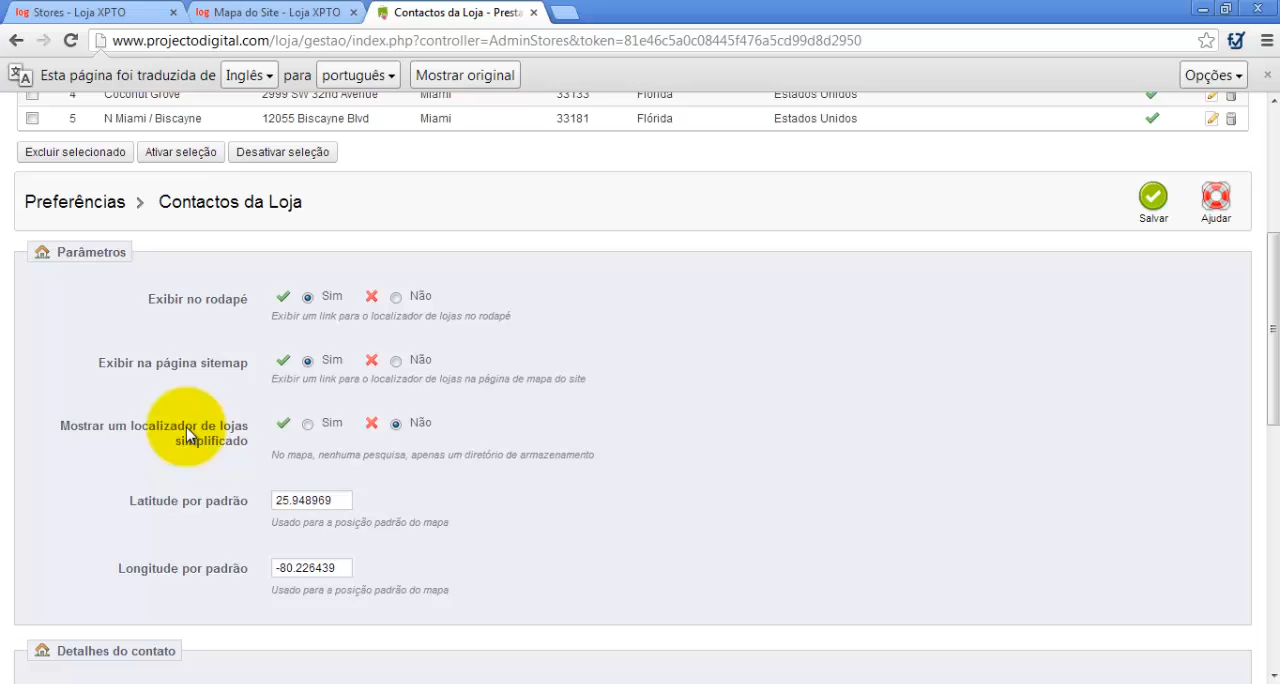 log Stores - Loja XPTO
log Mapa do Site - Loja XPTO
Contactos da Loja - Presta
www.projectodigital.com/loja/gestao/index.php?controller=AdminStores&token=81e46c5a0c08445f476a5cd99d8d2950
Esta página foi traduzida de Inglês para português Mostrar original Opções
4 Coconut Grove 2999 SW 32nd Avenue Miami 33133 Flórida Estados Unidos
5 N Miami / Biscayne 12055 Biscayne Blvd Miami 33181 Flórida Estados Unidos
Excluir selecionado Ativar seleção Desativar seleção
Preferências > Contactos da Loja
Salvar Ajudar
Parâmetros
Exibir no rodapé Sim Não
Exibir um link para o localizador de lojas no rodapé
Exibir na página sitemap Sim Não
Exibir um link para o localizador de lojas na página de mapa do site
Mostrar um localizador de lojas simplificado Sim Não
No mapa, nenhuma pesquisa, apenas um diretório de armazenamento
Latitude por padrão 25.948969
Usado para a posição padrão do mapa
Longitude por padrão -80.226439
Usado para a posição padrão do mapa
Detalhes do contato